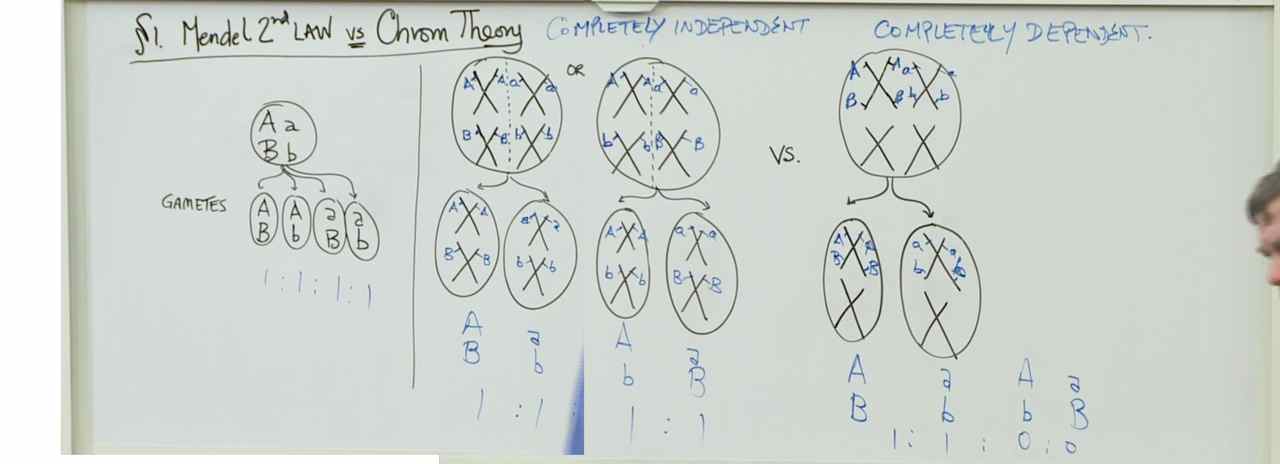 §1. Mendel 2nd LAW vs Chrom Theory COMPLETELY INDEPENDENT COMPLETELY DEPENDENT.
OR
A A a a
B B b b
A A a a
b b B B
A A a a
B B b b
VS.
A a
B b
GAMETES
A A a a
B b B b
1 : 1 : 1 : 1
A A
B B
a a
b b
A A
b b
a a
B B
A A
B B
a a
b b
A a
B b
1 : 1
A a
b B
1 : 1
A a A a
B b b B
1 : 1 : 0 : 0